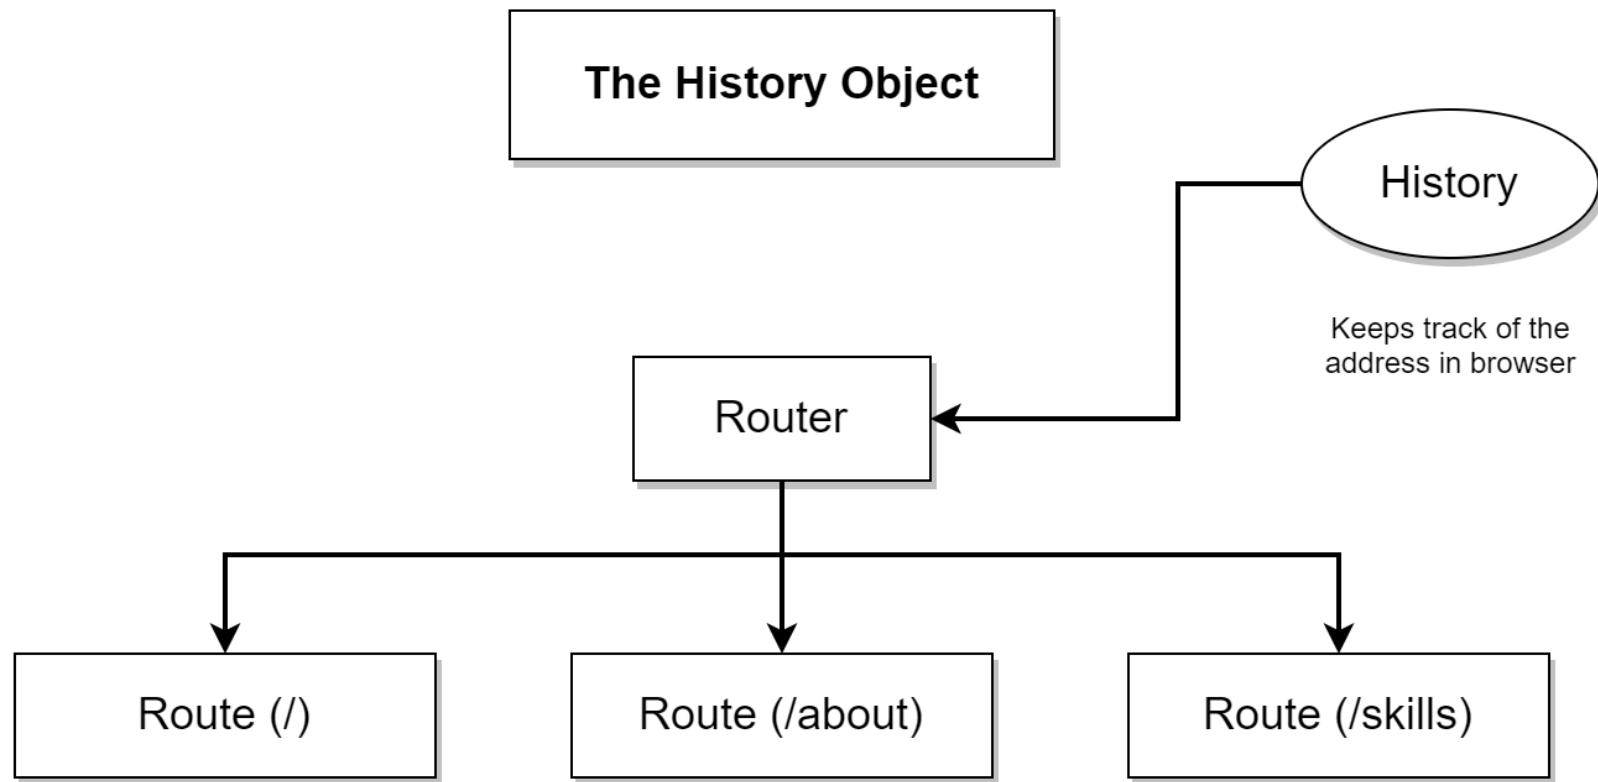 The History Object
History
Keeps track of the
address in browser
Router
Route (/)
Route (/about)
Route (/skills)